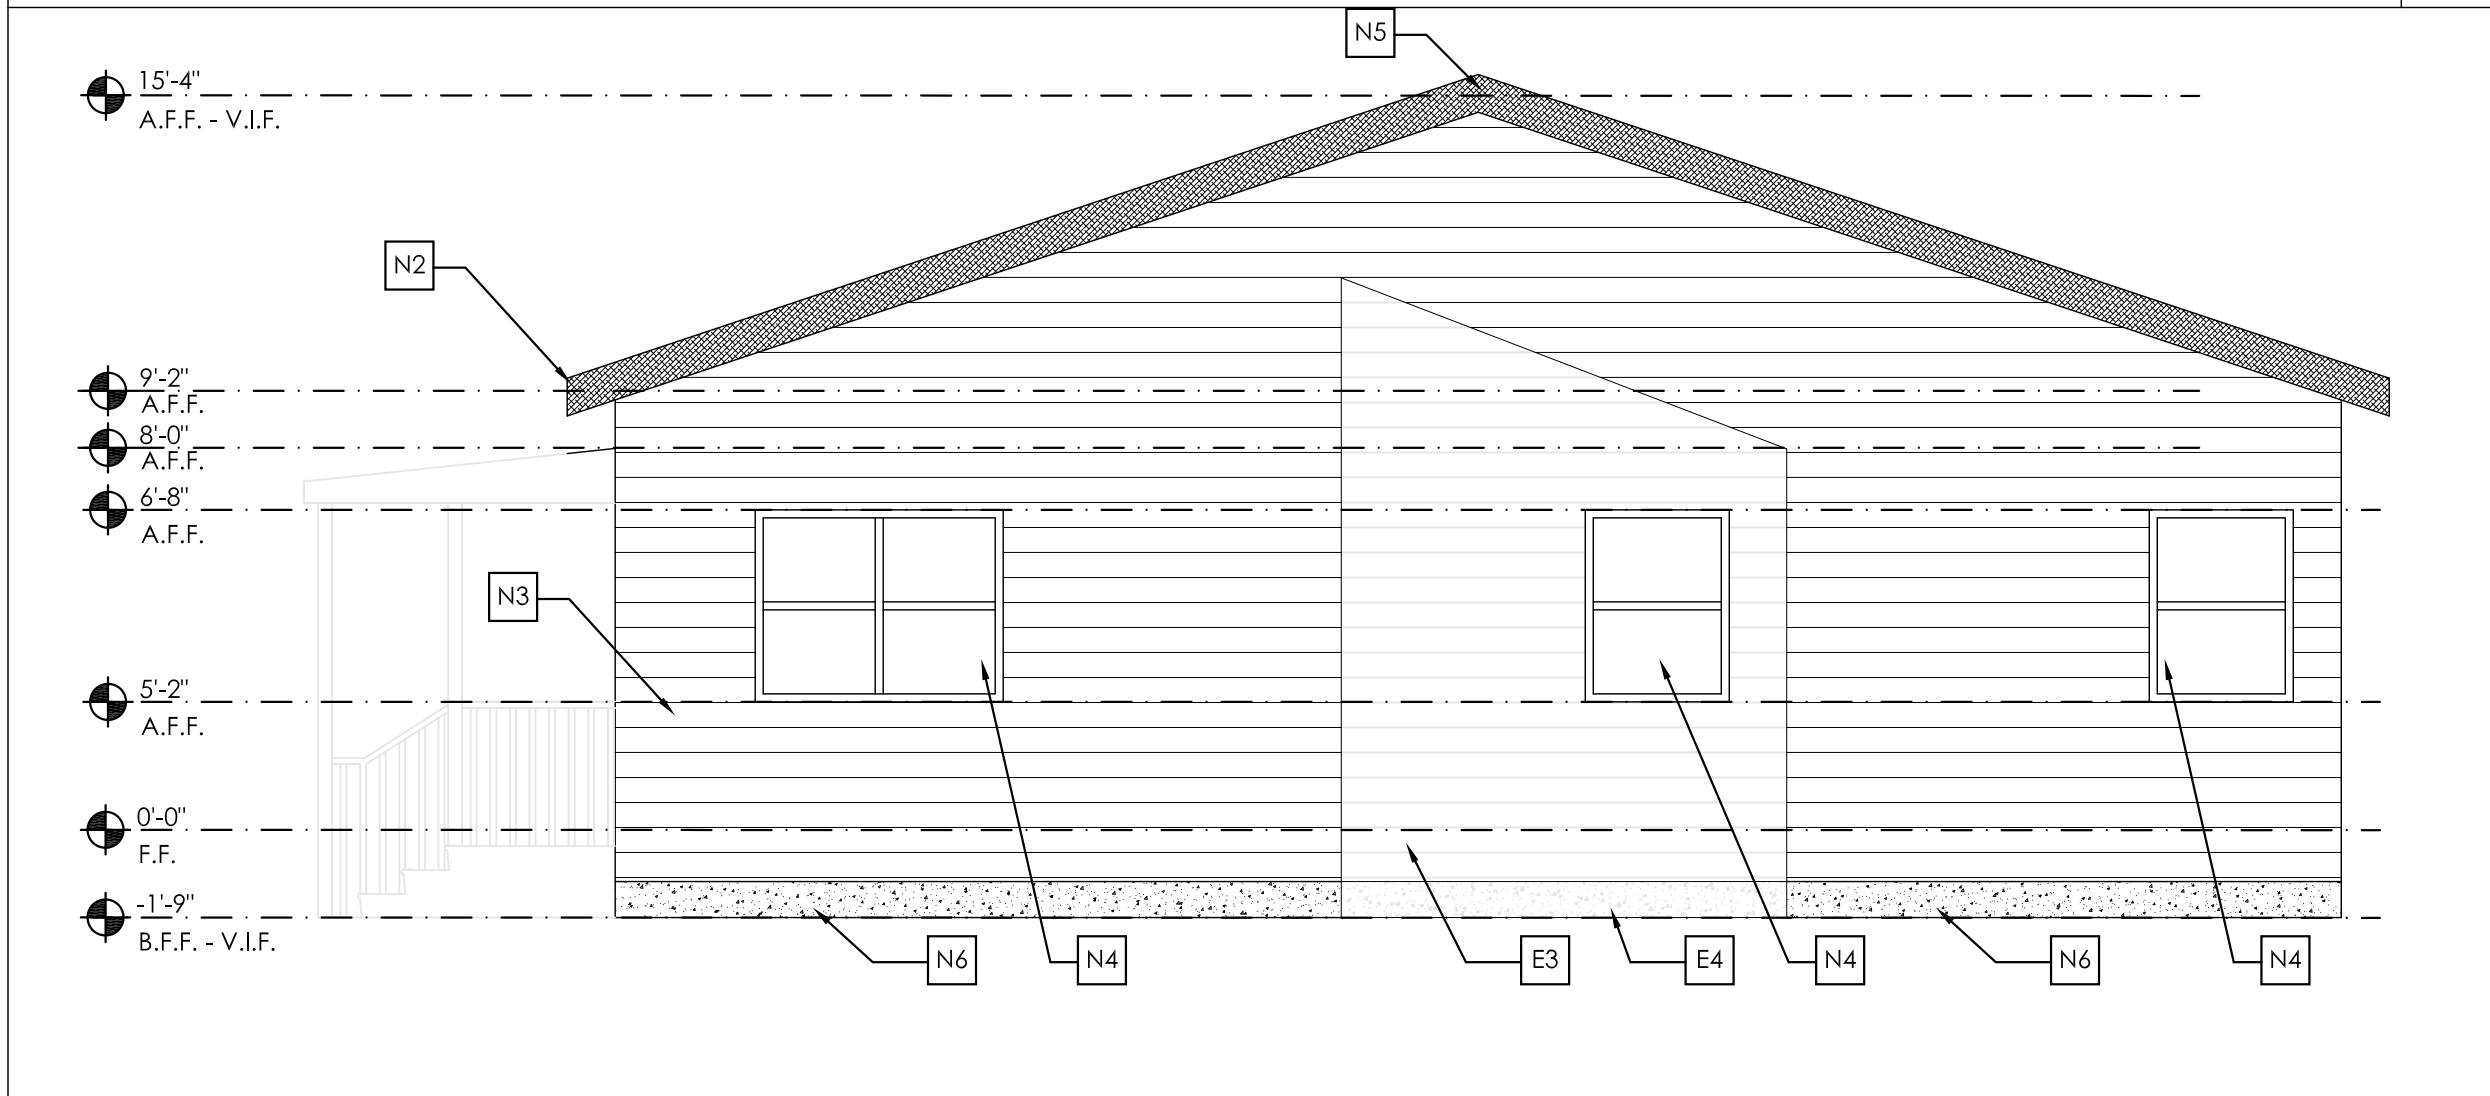 N5
15'-4"
A.F.F. - V.I.F.
N2
9'-2"
A.F.F.
8'-0"
A.F.F.
6'-8"
A.F.F.
N3
5'-2"
A.F.F.
0'-0"
F.F.
-1'-9"
B.F.F. - V.I.F.
N6
N4
E3
E4
N4
N6
N4